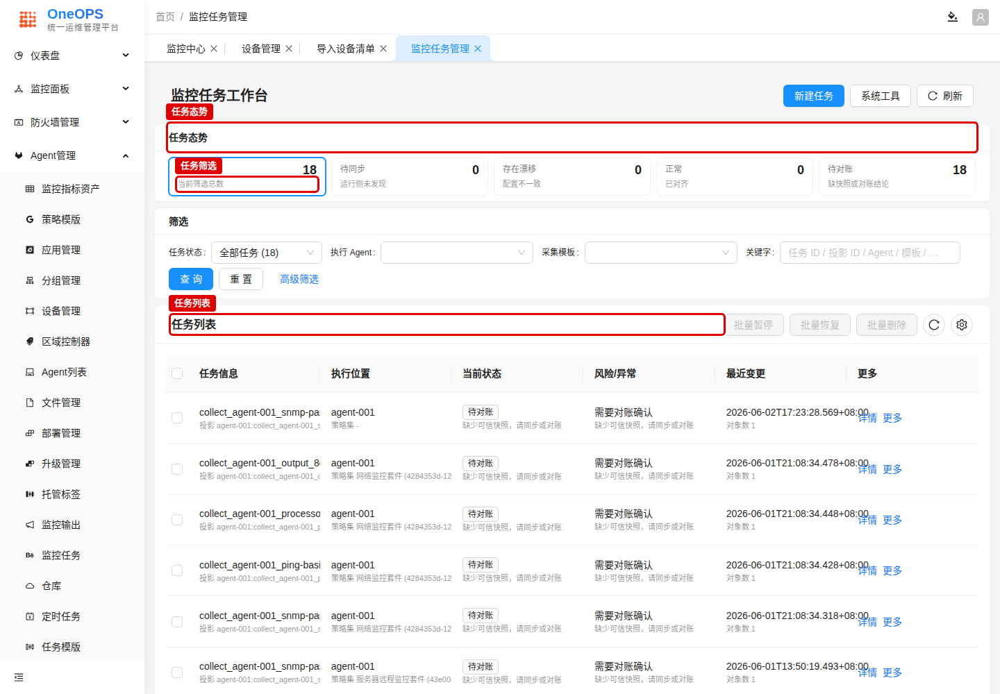 OneOPS
统一运维管理平台
首页 / 监控任务管理
监控中心
设备管理
导入设备清单
监控任务管理
仪表盘
监控面板
防火墙管理
Agent管理
监控指标资产
策略模版
应用管理
分组管理
设备管理
区域控制器
Agent列表
文件管理
部署管理
升级管理
托管标签
监控输出
监控任务
仓库
定时任务
任务模版
监控任务工作台
新建任务
系统工具
刷新
任务态势
任务态势
任务筛选
18
当前筛选总数
待同步
0
运行侧未发现
存在漂移
0
配置不一致
正常
0
已对齐
待对账
18
缺快照或对账结论
筛选
任务状态 :
全部任务 (18)
执行 Agent :
采集模板 :
关键字 :
任务 ID / 投影 ID / Agent / 模板 / …
查 询
重 置
高级筛选
任务列表
任务列表
批量暂停
批量恢复
批量删除
任务信息 执行位置 当前状态 风险/异常 最近变更 更多
collect_agent-001_snmp-pa agent-001 待对账 需要对账确认 2026-06-02T17:23:28.569+08:00 详情 更多
投影 agent-001:collect_agent-001_s 策略集 - 缺少可信快照，请同步或对账 缺少可信快照，请同步或对账 对象数 1
collect_agent-001_output_8 agent-001 待对账 需要对账确认 2026-06-01T21:08:34.478+08:00 详情 更多
投影 agent-001:collect_agent-001_c 策略集 网络监控套件 (4284353d-12 缺少可信快照，请同步或对账 缺少可信快照，请同步或对账 对象数 1
collect_agent-001_processo agent-001 待对账 需要对账确认 2026-06-01T21:08:34.448+08:00 详情 更多
投影 agent-001:collect_agent-001_p 策略集 网络监控套件 (4284353d-12 缺少可信快照，请同步或对账 缺少可信快照，请同步或对账 对象数 1
collect_agent-001_ping-basi agent-001 待对账 需要对账确认 2026-06-01T21:08:34.428+08:00 详情 更多
投影 agent-001:collect_agent-001_p 策略集 网络监控套件 (4284353d-12 缺少可信快照，请同步或对账 缺少可信快照，请同步或对账 对象数 1
collect_agent-001_snmp-pa agent-001 待对账 需要对账确认 2026-06-01T21:08:34.318+08:00 详情 更多
投影 agent-001:collect_agent-001_s 策略集 网络监控套件 (4284353d-12 缺少可信快照，请同步或对账 缺少可信快照，请同步或对账 对象数 1
collect_agent-001_snmp-pa agent-001 待对账 需要对账确认 2026-06-01T13:50:19.493+08:00 详情 更多
投影 agent-001:collect_agent-001_s 策略集 服务器远程监控套件 (43e00 缺少可信快照，请同步或对账 缺少可信快照，请同步或对账 对象数 1